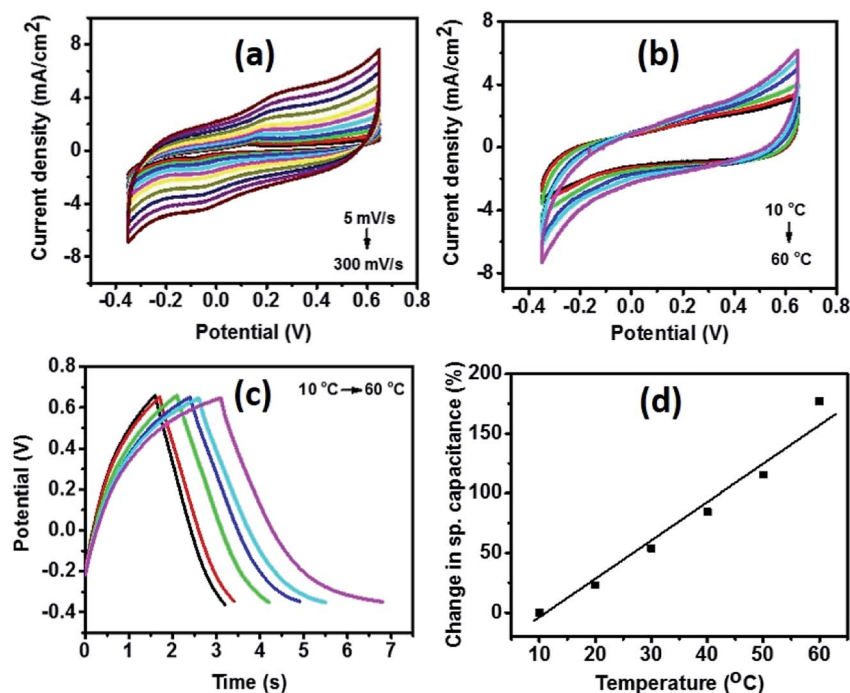 (a)
Current density (mA/cm²)
8
4
0
-4
-8
-0.4 -0.2 0.0 0.2 0.4 0.6 0.8
Potential (V)
5 mV/s
300 mV/s
(b)
Current density (mA/cm²)
8
4
0
-4
-8
-0.4 -0.2 0.0 0.2 0.4 0.6 0.8
Potential (V)
10 °C
60 °C
(c)
Potential (V)
0.8
0.6
0.4
0.2
0.0
-0.2
-0.4
0 1 2 3 4 5 6 7
Time (s)
10 °C → 60 °C
(d)
Change in sp. capacitance (%)
200
175
150
125
100
75
50
25
0
10 20 30 40 50 60
Temperature (°C)